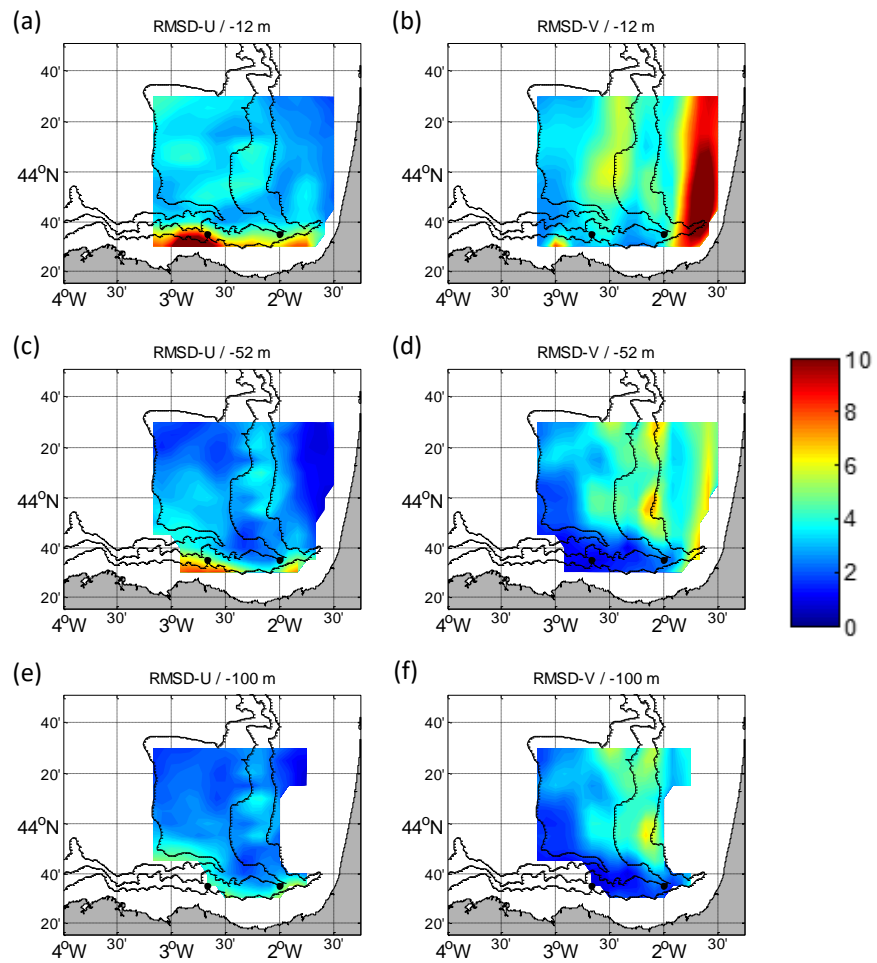 (a)
RMSD-U / -12 m
40'
20'
44°N
40'
20'
4°W 30' 3°W 30' 2°W 30'
(b)
RMSD-V / -12 m
40'
20'
44°N
40'
20'
4°W 30' 3°W 30' 2°W 30'
(c)
RMSD-U / -52 m
40'
20'
44°N
40'
20'
4°W 30' 3°W 30' 2°W 30'
(d)
RMSD-V / -52 m
40'
20'
44°N
40'
20'
4°W 30' 3°W 30' 2°W 30'
10
8
6
4
2
0
(e)
RMSD-U / -100 m
40'
20'
44°N
40'
20'
4°W 30' 3°W 30' 2°W 30'
(f)
RMSD-V / -100 m
40'
20'
44°N
40'
20'
4°W 30' 3°W 30' 2°W 30'